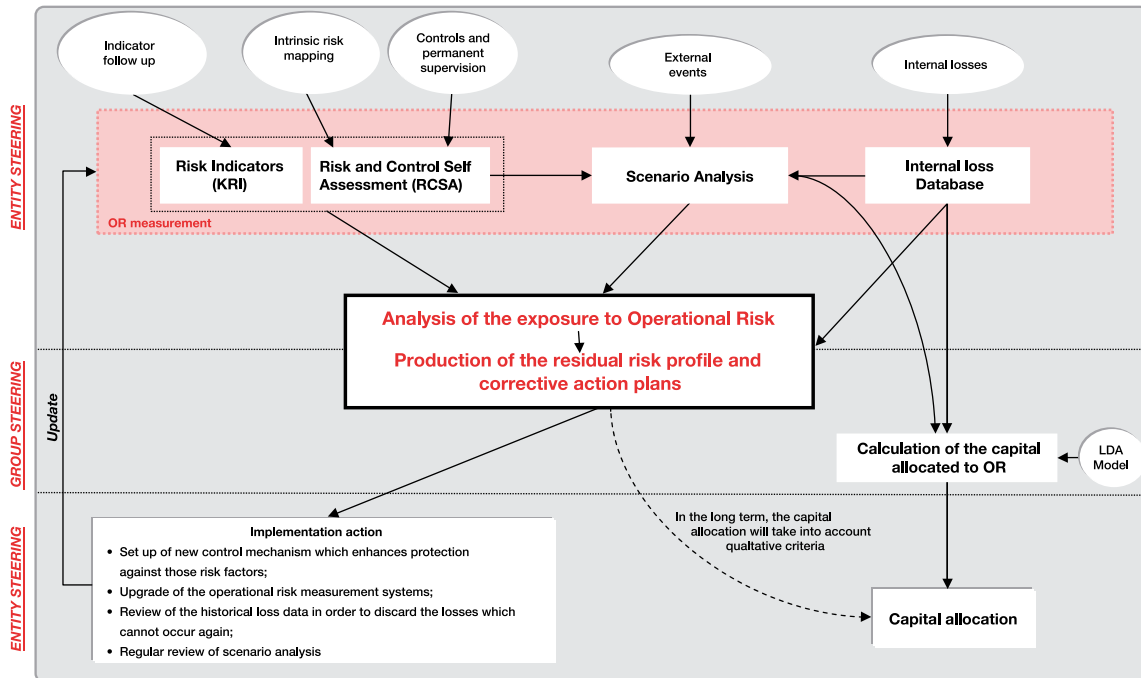 Indicator
follow up
Intrinsic risk
mapping
Controls and
permanent
supervision
External
events
Internal losses
ENTITY STEERING
Risk Indicators
(KRI)
Risk and Control Self
Assessment (RCSA)
Scenario Analysis
Internal loss
Database
OR measurement
Analysis of the exposure to Operational Risk
Production of the residual risk profile and
corrective action plans
GROUP STEERING
Update
Calculation of the capital
allocated to OR
LDA
Model
ENTITY STEERING
Implementation action
• Set up of new control mechanism which enhances protection
against those risk factors;
• Upgrade of the operational risk measurement systems;
• Review of the historical loss data in order to discard the losses which
cannot occur again;
• Regular review of scenario analysis
In the long term, the capital
allocation will take into account
qualtative criteria
Capital allocation